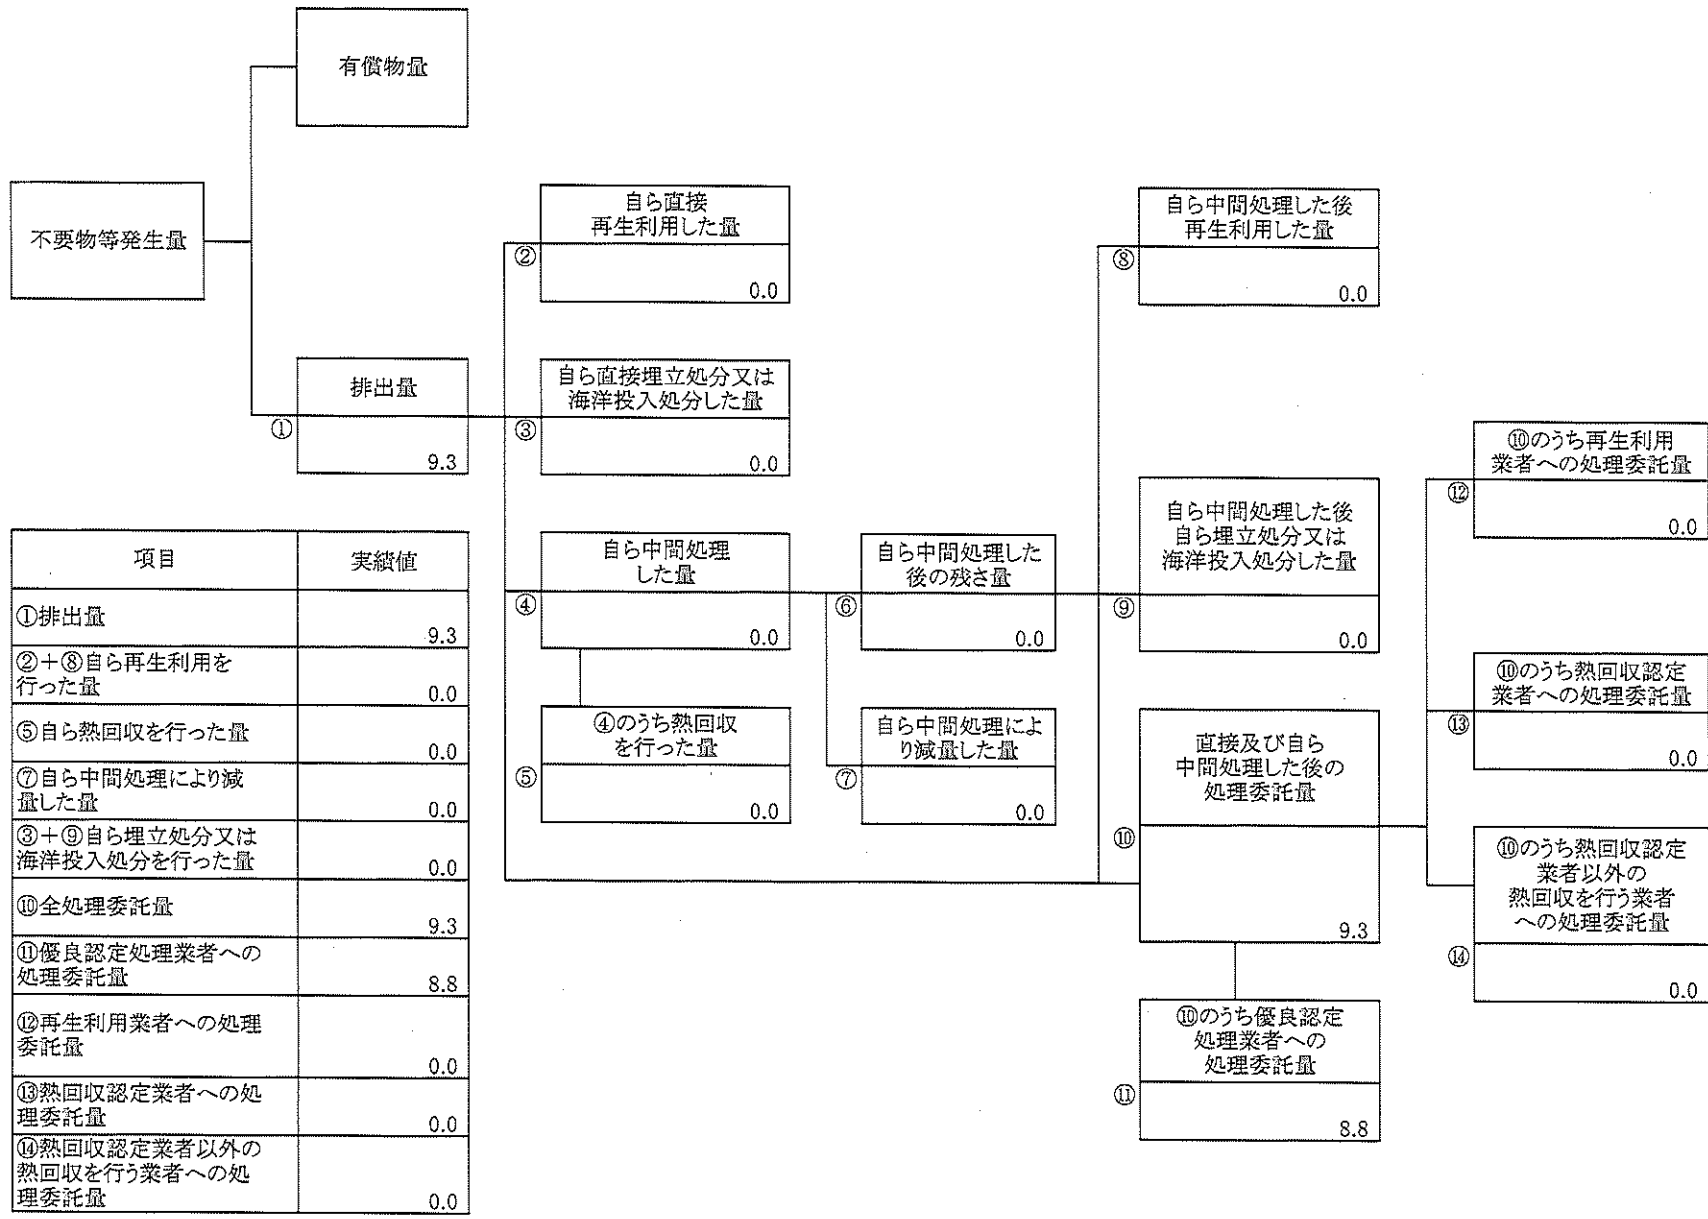 有償物量
不要物等発生量
自ら直接
再生利用した量
②
0.0
自ら中間処理した後
再生利用した量
⑧
0.0
排出量
①
9.3
自ら直接埋立処分又は
海洋投入処分した量
③
0.0
自ら中間処理
した量
④
0.0
自ら中間処理した
後の残さ量
⑥
0.0
自ら中間処理した後
自ら埋立処分又は
海洋投入処分した量
⑨
0.0
⑩のうち再生利用
業者への処理委託量
⑫
0.0
④のうち熱回収
を行った量
⑤
0.0
自ら中間処理によ
り減量した量
⑦
0.0
直接及び自ら
中間処理した後の
処理委託量
⑩
9.3
⑩のうち熱回収認定
業者への処理委託量
⑬
0.0
⑩のうち熱回収認定
業者以外の
熱回収を行う業者
への処理委託量
⑭
0.0
⑩のうち優良認定
処理業者への
処理委託量
⑪
8.8
項目 実績値
①排出量
9.3
②+⑧自ら再生利用を
行った量
0.0
⑤自ら熱回収を行った量
0.0
⑦自ら中間処理により減
量した量
0.0
③+⑨自ら埋立処分又は
海洋投入処分を行った量
0.0
⑩全処理委託量
9.3
⑪優良認定処理業者への
処理委託量
8.8
⑫再生利用業者への処理
委託量
0.0
⑬熱回収認定業者への処
理委託量
0.0
⑭熱回収認定業者以外の
熱回収を行う業者への処
理委託量
0.0